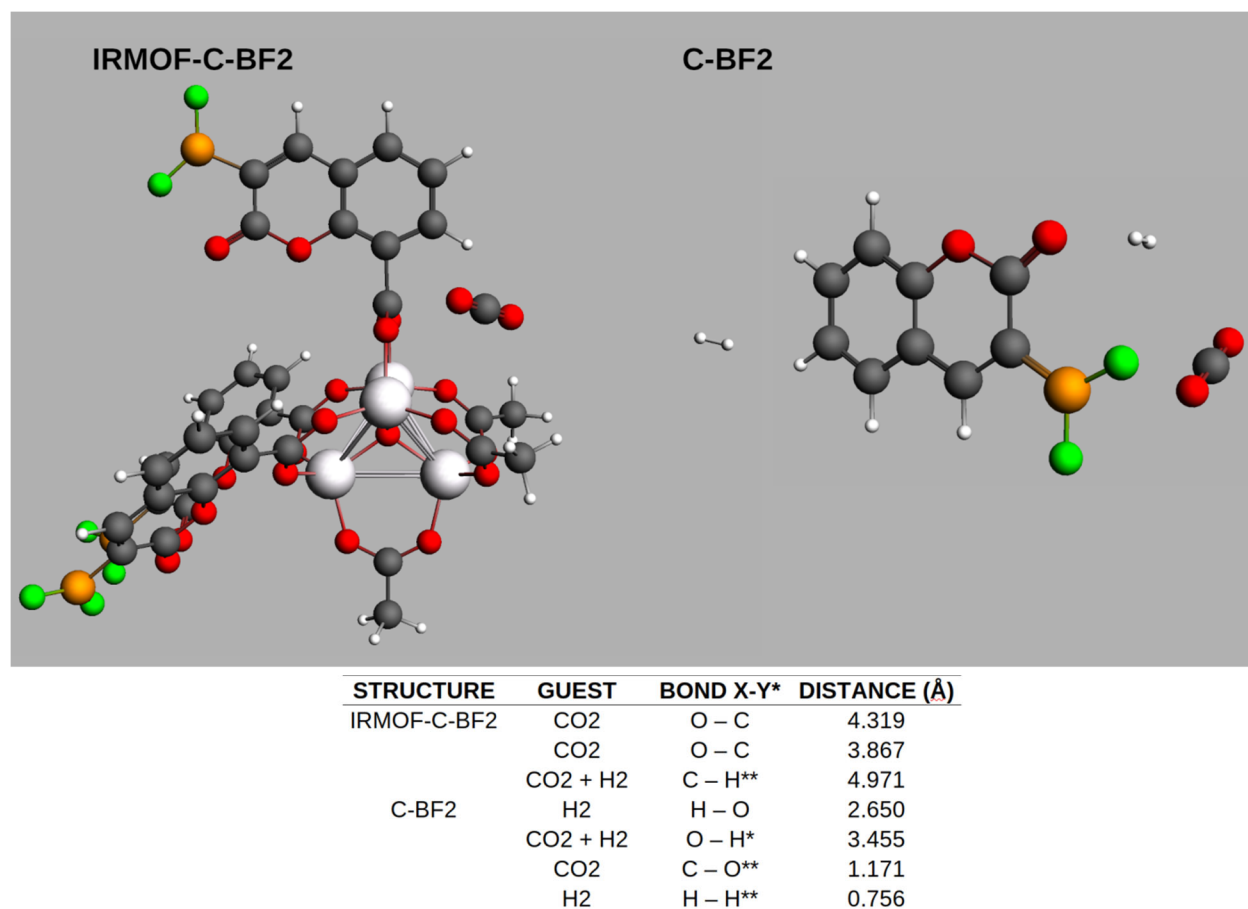 IRMOF-C-BF2 C-BF2
STRUCTURE GUEST BOND X-Y* DISTANCE (Å)
IRMOF-C-BF2 CO2 O – C 4.319
CO2 O – C 3.867
CO2 + H2 C – H** 4.971
C-BF2 H2 H – O 2.650
CO2 + H2 O – H* 3.455
CO2 C – O** 1.171
H2 H – H** 0.756